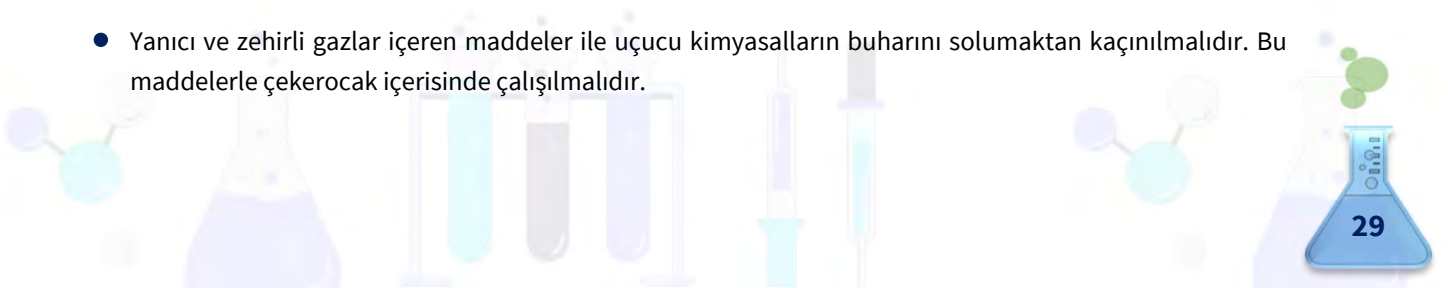 ● Yanıcı ve zehirli gazlar içeren maddeler ile uçucu kimyasalların buharını solumaktan kaçınılmalıdır. Bu
maddelerle çekerocak içerisinde çalışılmalıdır.
29